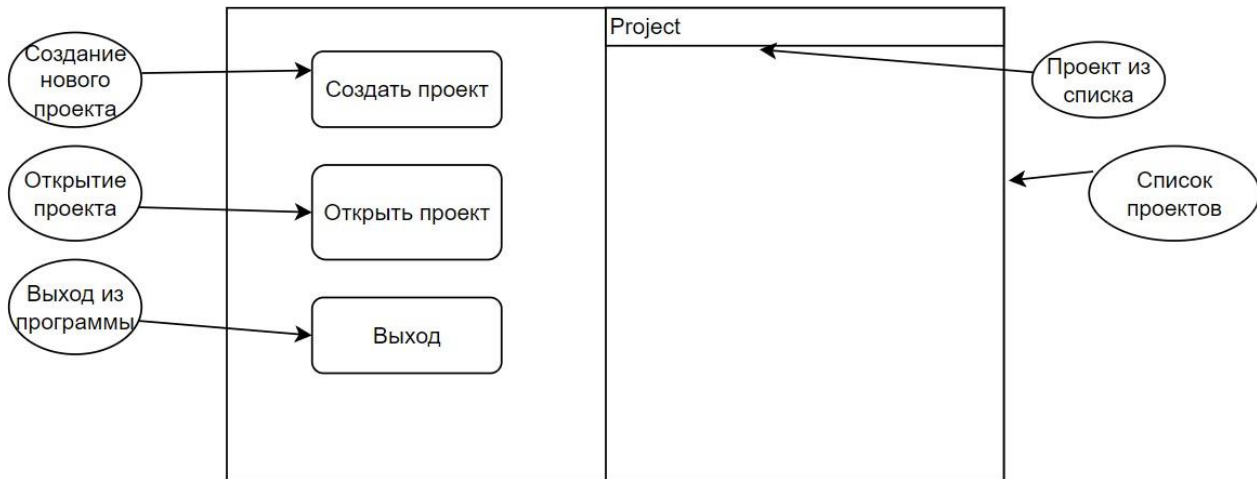 Создание
нового
проекта
Открытие
проекта
Выход из
программы
Создать проект
Открыть проект
Выход
Project
Проект из
списка
Список
проектов